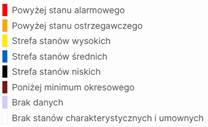 Powyżej stanu alarmowego
Powyżej stanu ostrzegawczego
Strefa stanów wysokich
Strefa stanów średnich
Strefa stanów niskich
Poniżej minimum okresowego
Brak danych
Brak stanów charakterystycznych i umownych